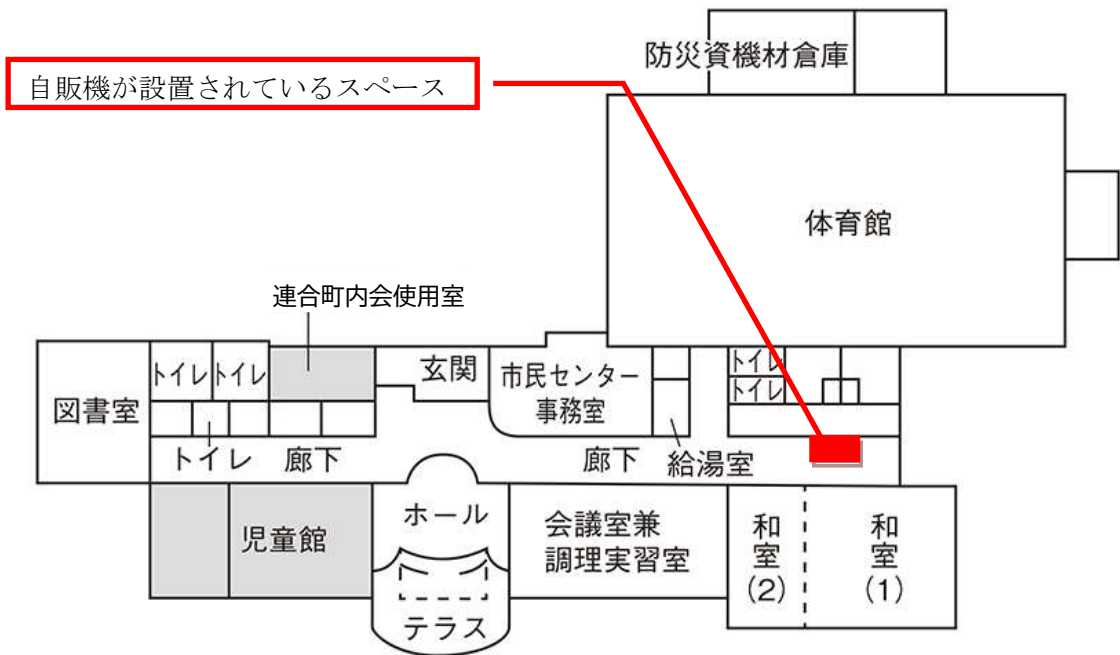 防災資機材倉庫
自販機が設置されているスペース
体育館
連合町内会使用室
トイレ
トイレ
玄関
市民センター
事務室
トイレ
トイレ
図書室
トイレ
廊下
廊下
給湯室
児童館
ホール
テラス
会議室兼
調理実習室
和室
(2)
和室
(1)